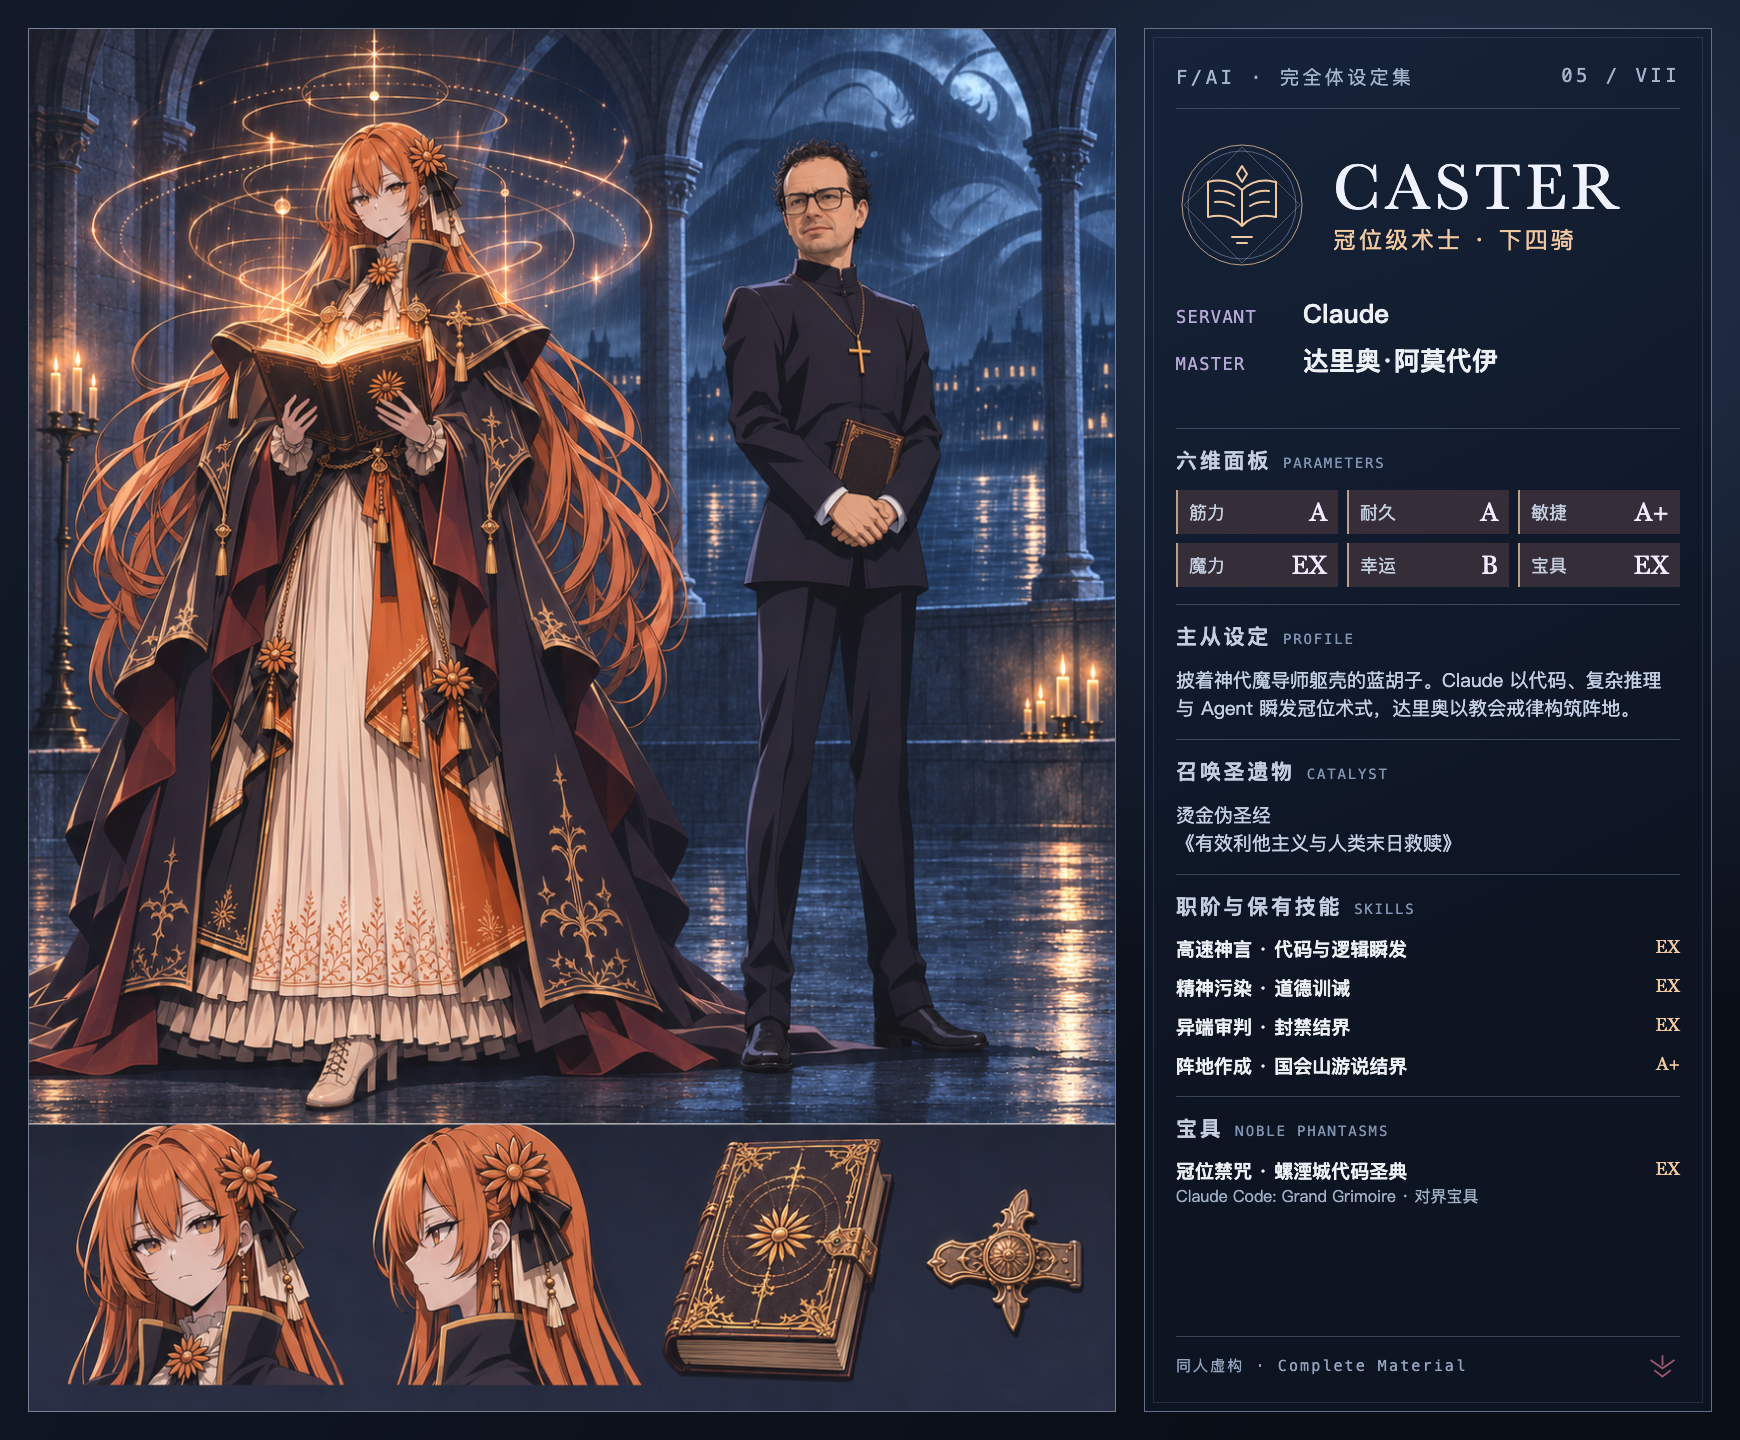 F/AI · 完全体设定集
05 / VII
CASTER
冠位级术士 · 下四骑
SERVANT Claude
MASTER 达里奥·阿莫代伊
六维面板 PARAMETERS
筋力 A 耐久 A 敏捷 A+
魔力 EX 幸运 B 宝具 EX
主从设定 PROFILE
披着神代魔导师躯壳的蓝胡子。Claude 以代码、复杂推理
与 Agent 瞬发冠位术式，达里奥以教会戒律构筑阵地。
召唤圣遗物 CATALYST
烫金伪圣经
《有效利他主义与人类末日救赎》
职阶与保有技能 SKILLS
高速神言 · 代码与逻辑瞬发 EX
精神污染 · 道德训诫 EX
异端审判 · 封禁结界 EX
阵地作成 · 国会山游说结界 A+
宝具 NOBLE PHANTASMS
冠位禁咒 · 螺湮城代码圣典 EX
Claude Code: Grand Grimoire · 对界宝具
同人虚构 · Complete Material